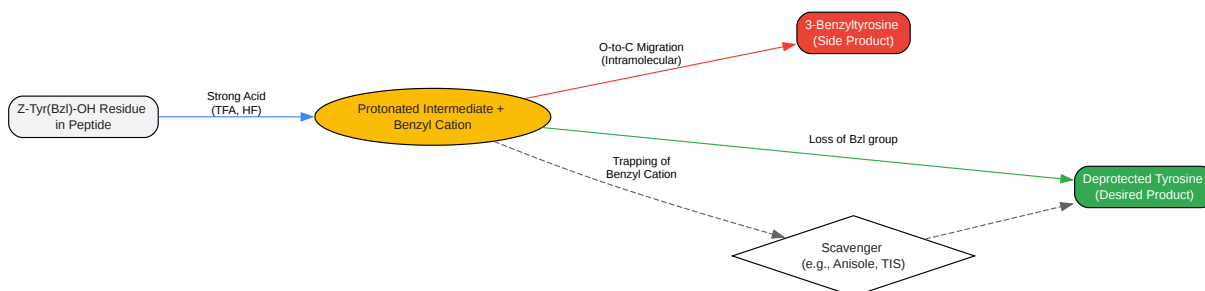 Z-Tyr(Bzl)-OH Residue
in Peptide
Strong Acid
(TFA, HF)
Protonated Intermediate +
Benzyl Cation
O-to-C Migration
(Intramolecular)
3-Benzyltyrosine
(Side Product)
Loss of Bzl group
Trapping of
Benzyl Cation
Deprotected Tyrosine
(Desired Product)
Scavenger
(e.g., Anisole, TIS)